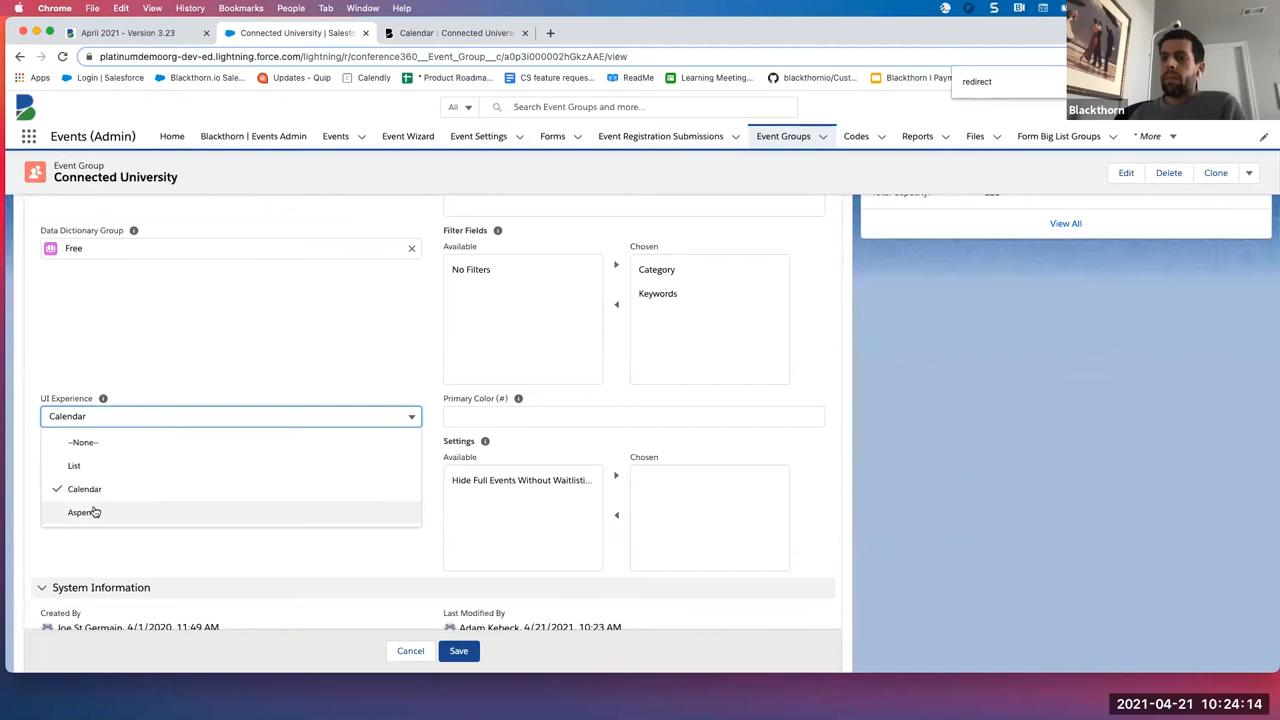 Chrome File Edit View History Bookmarks People Tab Window Help
April 2021 - Version 3.23 × Connected University | Salesfo × Calendar | Connected Univers × +
platinumdemoorg-dev-ed.lightning.force.com/lightning/r/conference360__Event_Group__c/a0p3i000002hGkzAAE/view
Apps Login | Salesforce Blackthorn.io Sales... Updates - Quip Calendly * Product Roadma... CS feature reques... ReadMe Learning Meeting... blackthornio/Cust... Blackthorn | Paym
redirect
Blackthorn
All Search Event Groups and more...
Events (Admin) Home Blackthorn | Events Admin Events Event Wizard Event Settings Forms Event Registration Submissions Event Groups Codes Reports Files Form Big List Groups * More
Event Group
Connected University
Edit Delete Clone
View All
Data Dictionary Group
Free
Filter Fields
Available Chosen
No Filters
Category
Keywords
UI Experience
Calendar
--None--
List
Calendar
Aspen
Primary Color (#)
Settings
Available Chosen
Hide Full Events Without Waitlisti...
System Information
Created By
Joe St Germain, 4/1/2020, 11:49 AM
Last Modified By
Adam Kebeck, 4/21/2021, 10:23 AM
Cancel Save
2021-04-21 10:24:14